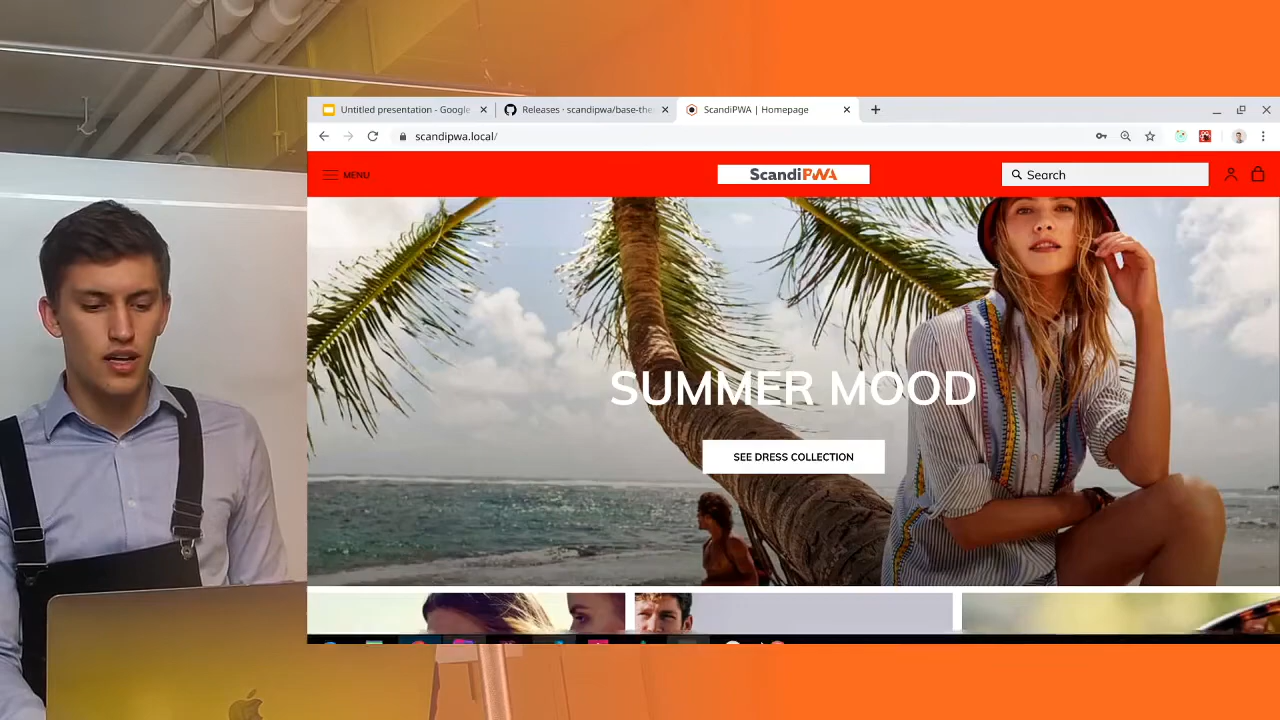 Untitled presentation - Google
Releases · scandipwa/base-the
ScandiPWA | Homepage
scandipwa.local/
MENU
ScandiPWA
Search
SUMMER MOOD
SEE DRESS COLLECTION